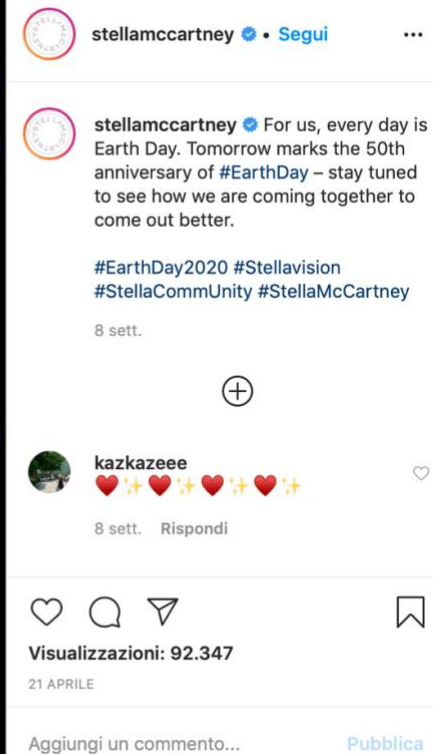 stellamccartney • Segui
stellamccartney For us, every day is
Earth Day. Tomorrow marks the 50th
anniversary of #EarthDay – stay tuned
to see how we are coming together to
come out better.
#EarthDay2020 #Stellavision
#StellaCommUnity #StellaMcCartney
8 sett.
kazkazeee
♥️✨♥️✨♥️✨♥️✨
8 sett. Rispondi
Visualizzazioni: 92.347
21 APRILE
Aggiungi un commento... Pubblica